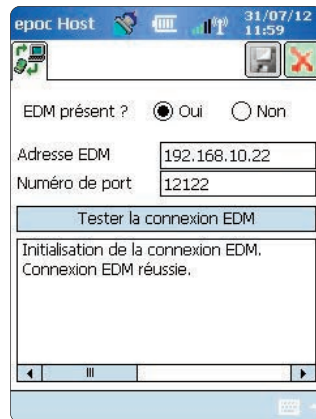 epoc Host 31/07/12
11:59
EDM présent ? Oui Non
Adresse EDM 192.168.10.22
Numéro de port 12122
Tester la connexion EDM
Initialisation de la connexion EDM.
Connexion EDM réussie.